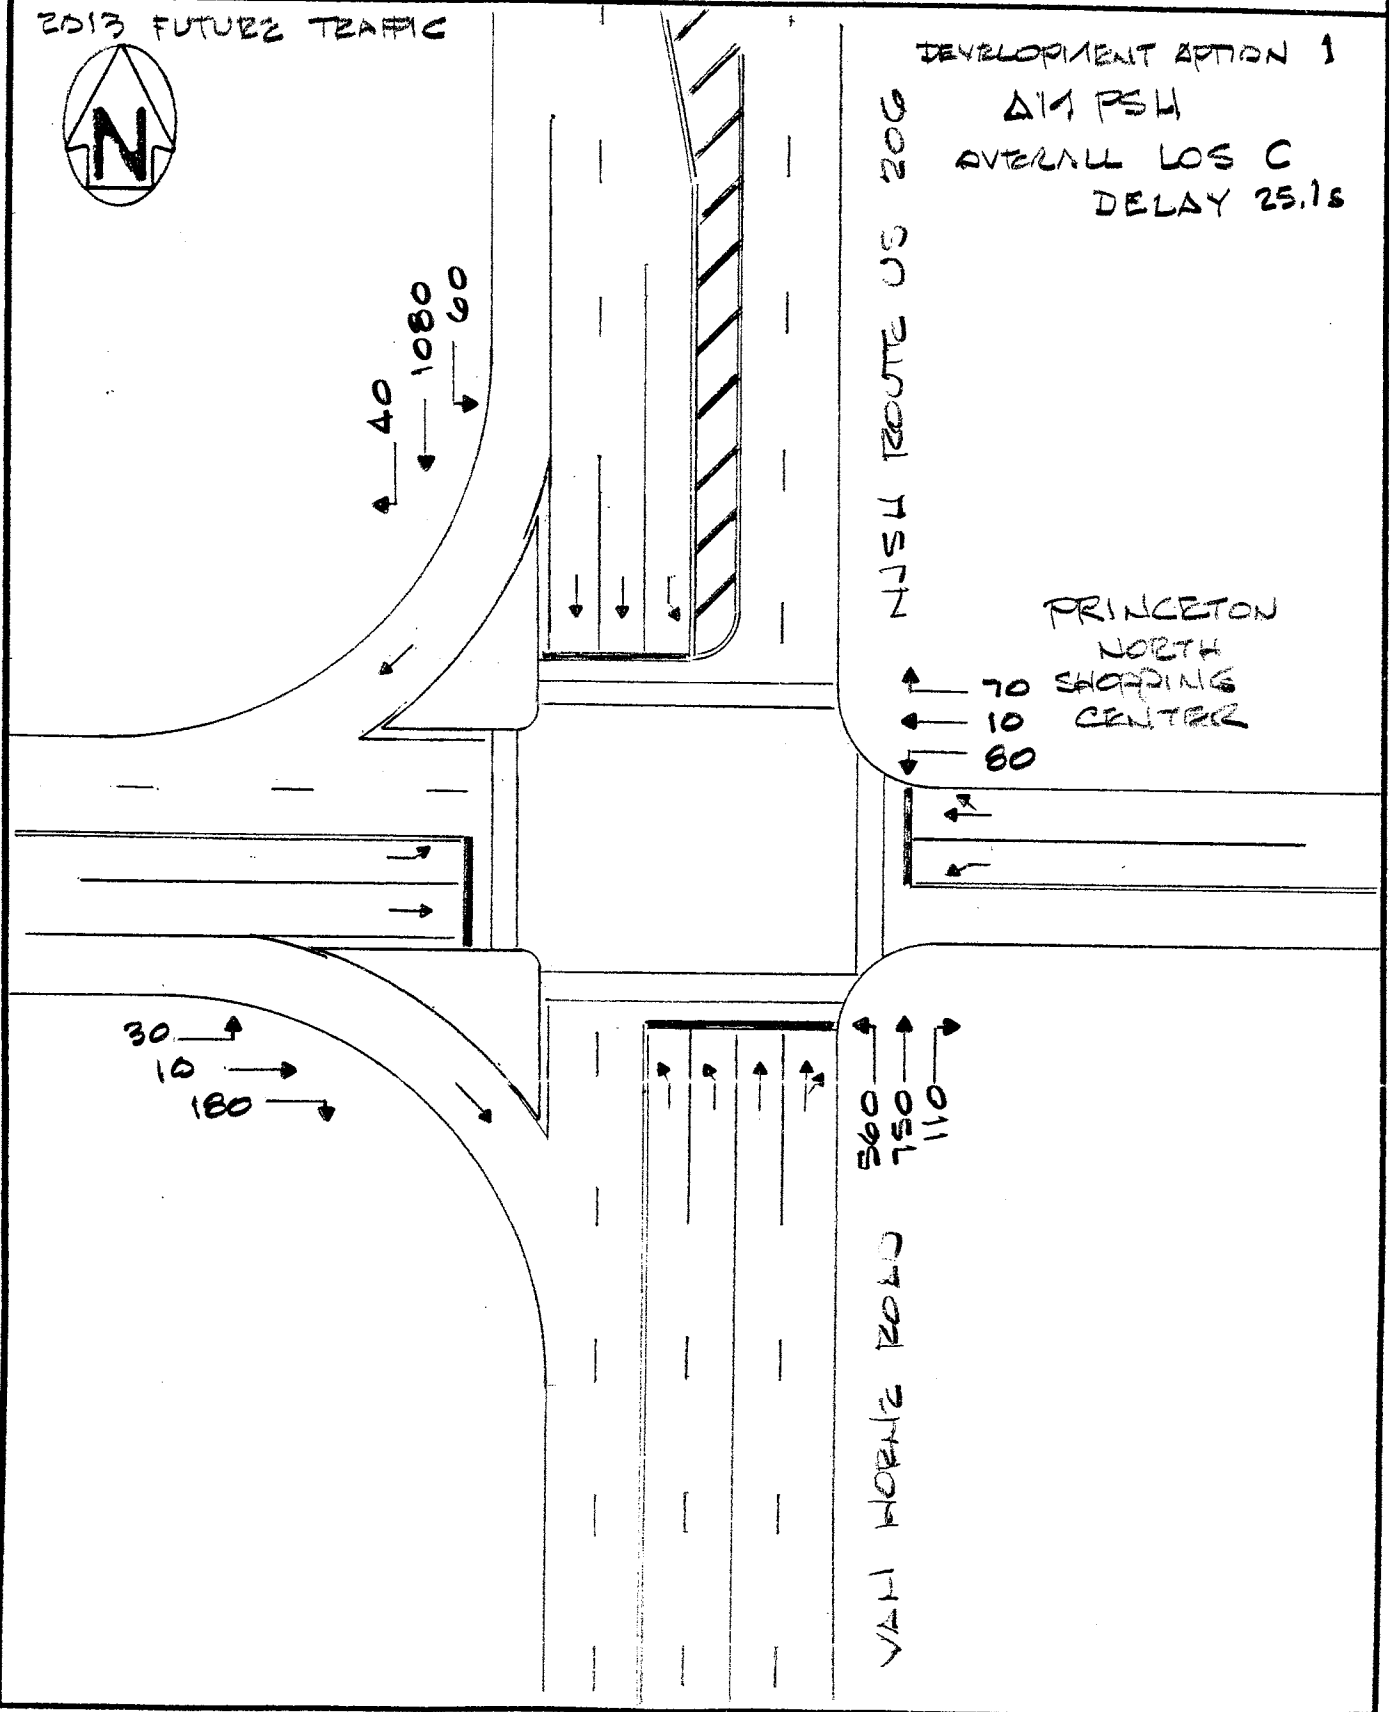 2013 FUTURE TRAFFIC
N
DEVELOPMENT OPTION 1
AM PSH
OVERALL LOS C
DELAY 25.1s
NJSH ROUTE US 206
40
1080
60
PRINCETON
NORTH
SHOPPING
CENTER
70
10
80
30
10
180
560
750
110
VAN HORNE ROAD